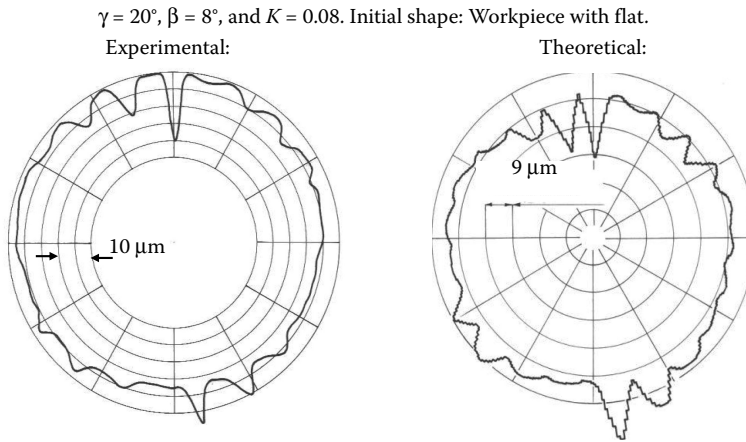 γ = 20°, β = 8°, and K = 0.08. Initial shape: Workpiece with flat.
Experimental:
Theoretical:
9 μm
10 μm